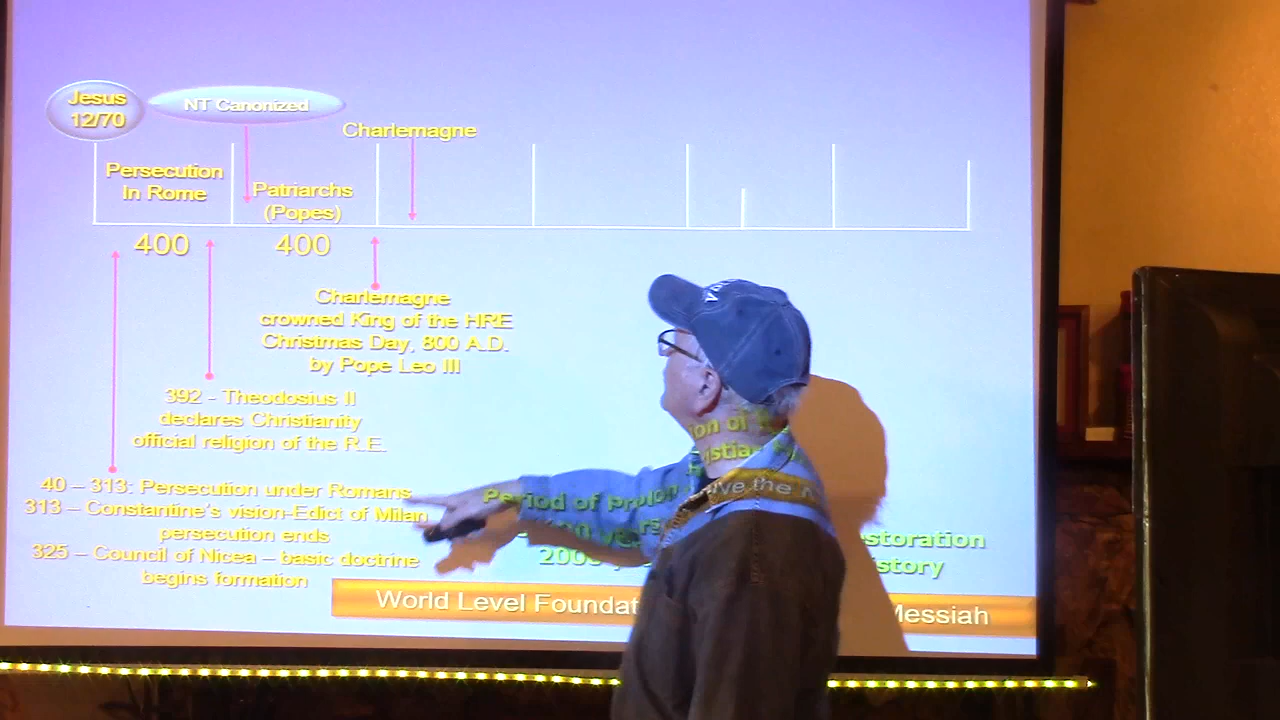 Jesus
12/70
NT Canonized
Charlemagne
Persecution
In Rome
Patriarchs
(Popes)
400
400
Charlemagne
crowned King of the HRE
Christmas Day, 800 A.D.
by Pope Leo III
392 - Theodosius II
declares Christianity
official religion of the R.E.
40 – 313: Persecution under Romans
313 – Constantine's vision-Edict of Milan
persecution ends
325 – Council of Nicea – basic doctrine
begins formation
Period of
World Level Foundat
Messiah